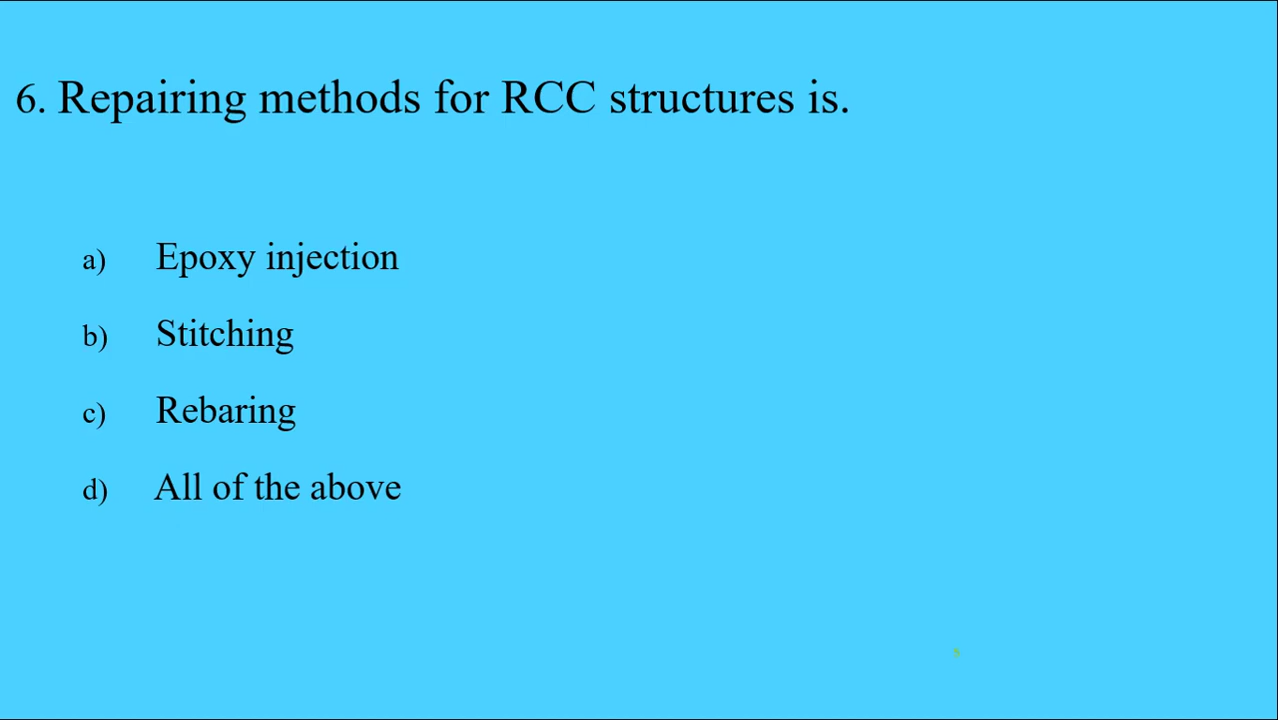 6. Repairing methods for RCC structures is.
a) Epoxy injection
b) Stitching
c) Rebaring
d) All of the above